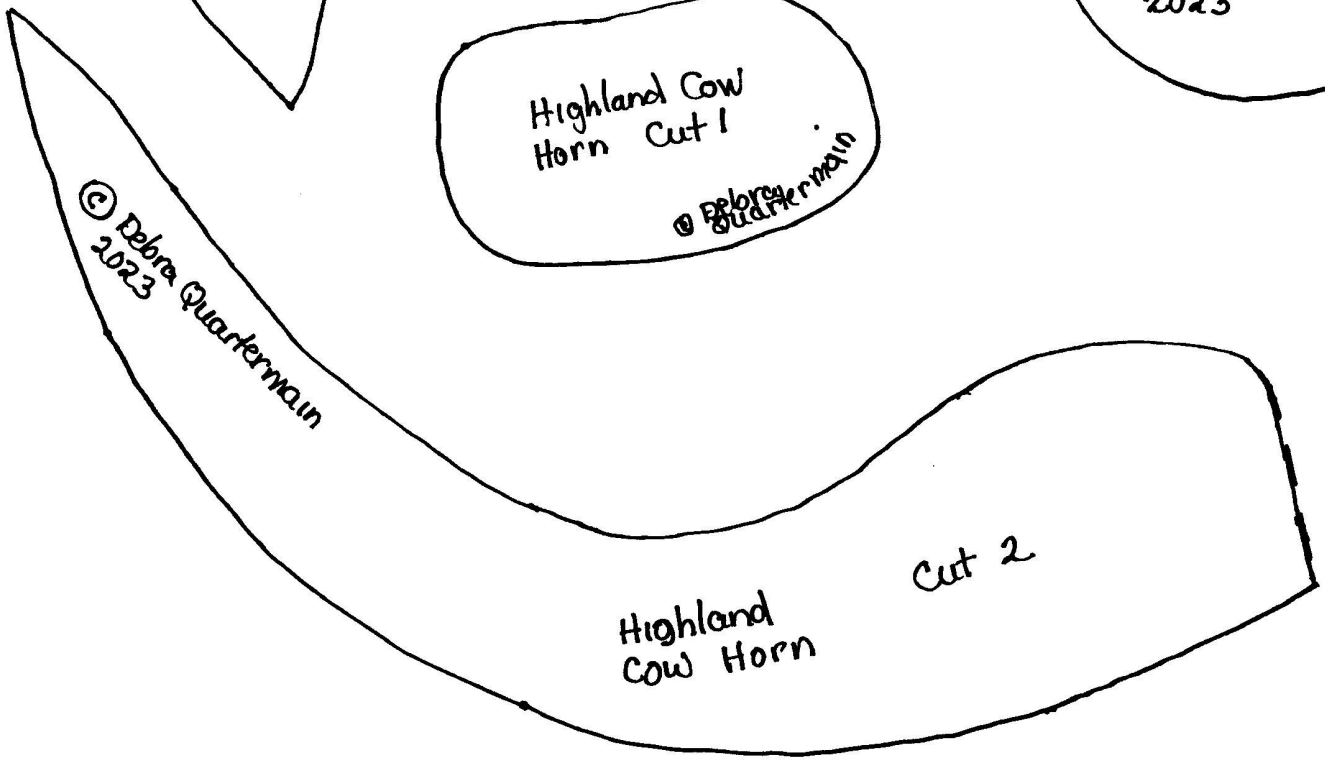 2023
Highland Cow
Horn Cut 1
© Debra
Quartermain
© Debra Quartermain
2023
Cut 2
Highland
Cow Horn